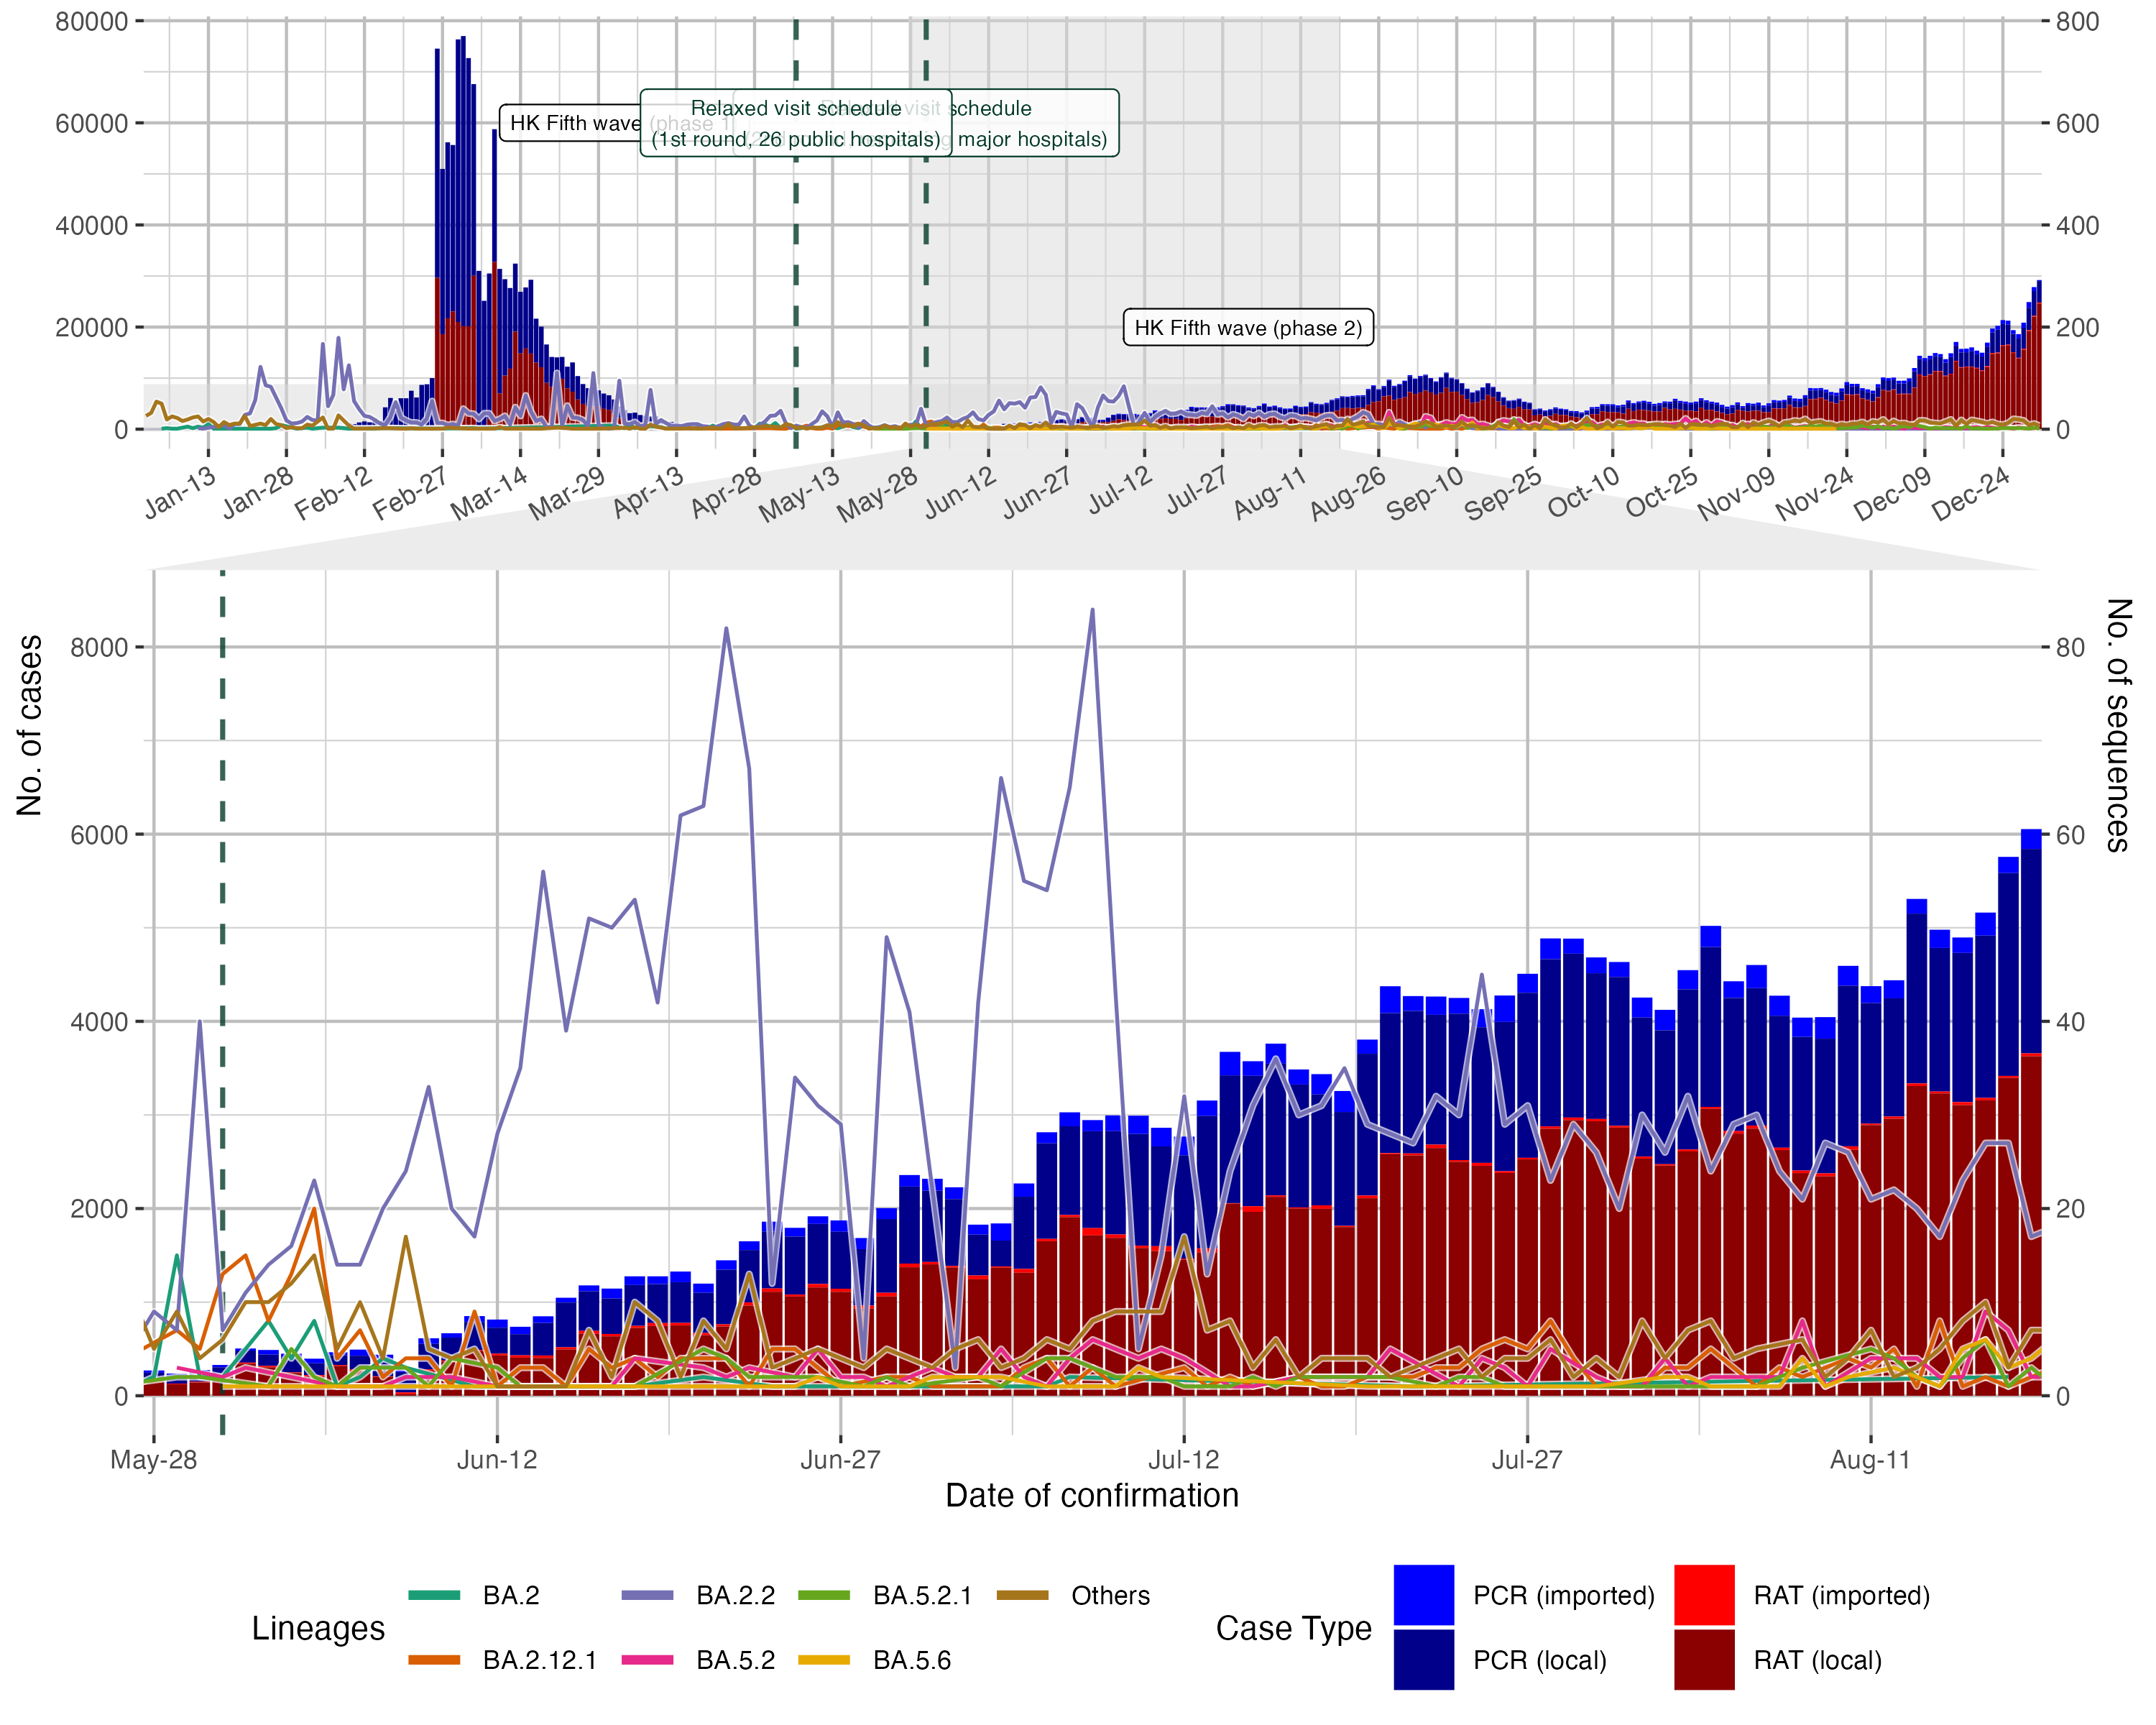 80000
60000
40000
20000
0
800
600
400
200
0
HK Fifth wave (phase 1
Relaxed visit schedule
(1st round, 26 public hospitals)
schedule
major hospitals)
HK Fifth wave (phase 2)
Jan-13
Jan-28
Feb-12
Feb-27
Mar-14
Mar-29
Apr-13
Apr-28
May-13
May-28
Jun-12
Jun-27
Jul-12
Jul-27
Aug-11
Aug-26
Sep-10
Sep-25
Oct-10
Oct-25
Nov-09
Nov-24
Dec-09
Dec-24
No. of cases
8000
6000
4000
2000
0
80
60
40
20
0
No. of sequences
May-28
Jun-12
Jun-27
Jul-12
Jul-27
Aug-11
Date of confirmation
Lineages
BA.2
BA.2.2
BA.5.2.1
Others
BA.2.12.1
BA.5.2
BA.5.6
Case Type
PCR (imported)
RAT (imported)
PCR (local)
RAT (local)